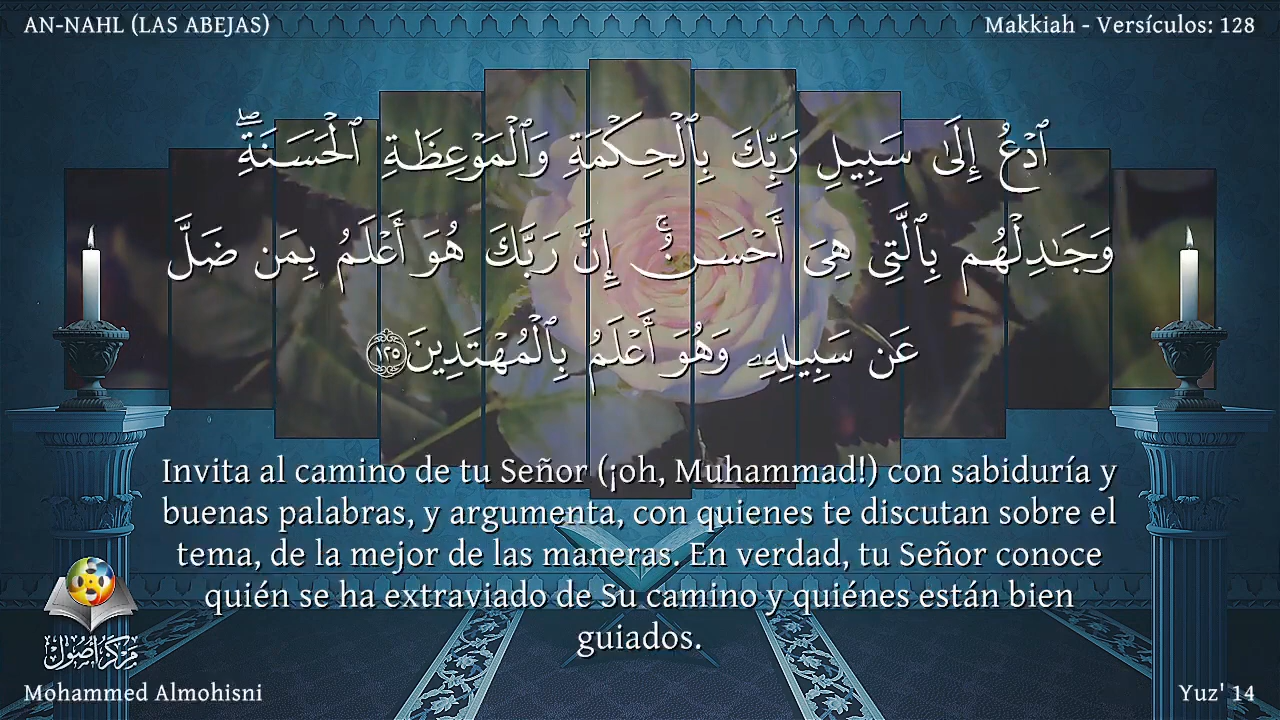 AN-NAHL (LAS ABEJAS)
Makkiah - Versículos: 128
ٱدۡعُ إِلَىٰ سَبِيلِ رَبِّكَ بِٱلۡحِكۡمَةِ وَٱلۡمَوۡعِظَةِ ٱلۡحَسَنَةِۖ
وَجَٰدِلۡهُم بِٱلَّتِي هِيَ أَحۡسَنُۚ إِنَّ رَبَّكَ هُوَ أَعۡلَمُ بِمَن ضَلَّ
عَن سَبِيلِهِۦ وَهُوَ أَعۡلَمُ بِٱلۡمُهۡتَدِينَ ١٢٥
Invita al camino de tu Señor (¡oh, Muhammad!) con sabiduría y
buenas palabras, y argumenta, con quienes te discutan sobre el
tema, de la mejor de las maneras. En verdad, tu Señor conoce
quién se ha extraviado de Su camino y quiénes están bien
guiados.
مركز أصول
Mohammed Almohisni
Yuz' 14